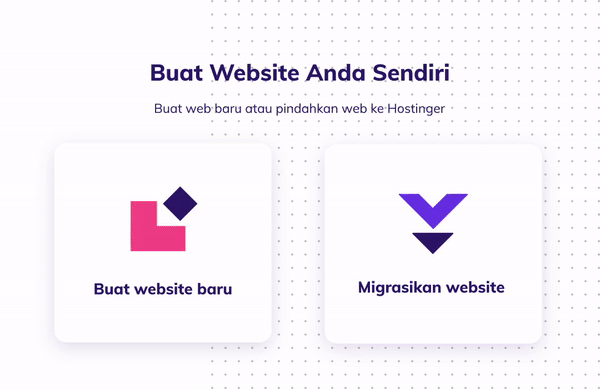 Buat Website Anda Sendiri
Buat web baru atau pindahkan web ke Hostinger
Buat website baru
Migrasikan website